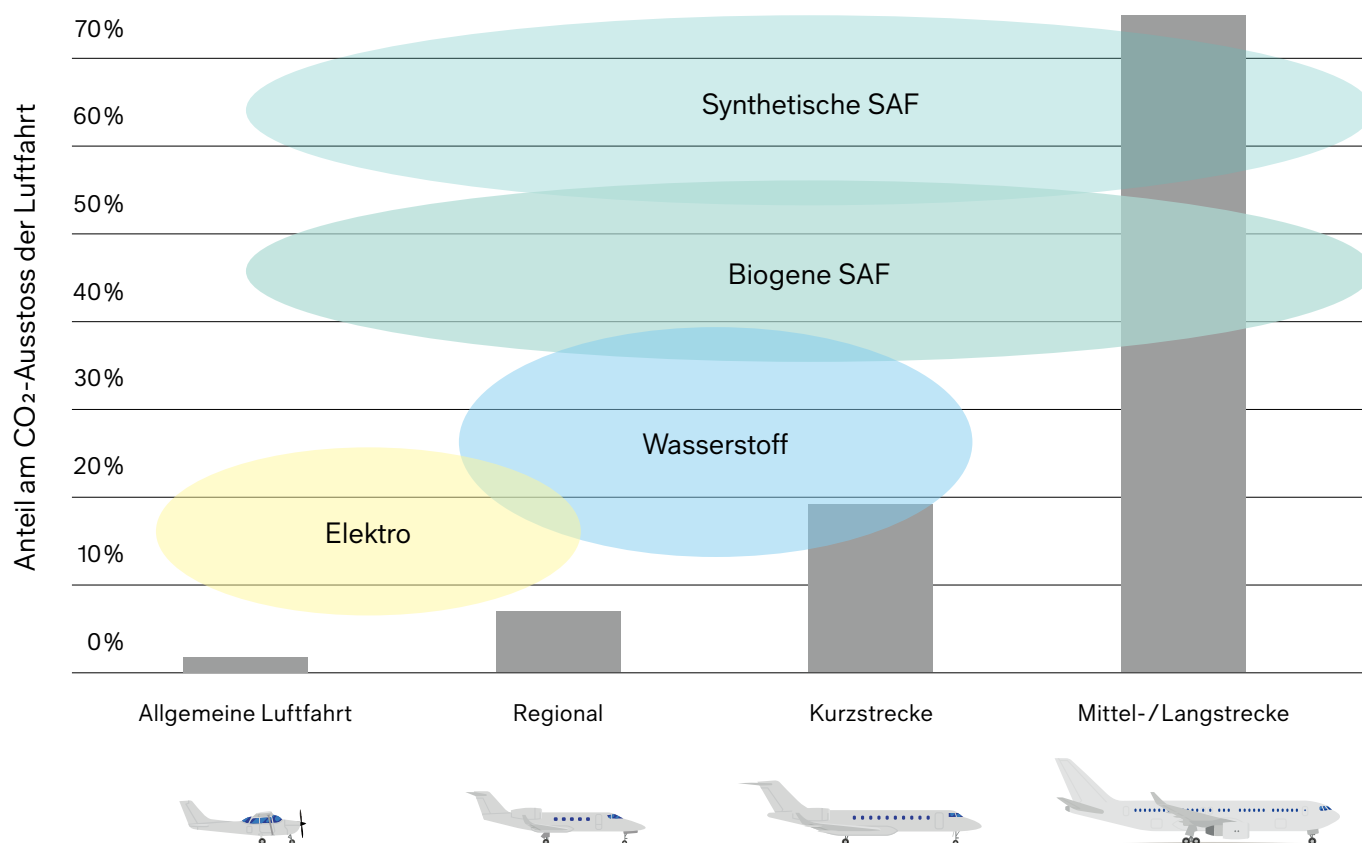 Anteil am CO₂-Ausstoss der Luftfahrt
70%
60%
50%
40%
30%
20%
10%
0%
Synthetische SAF
Biogene SAF
Wasserstoff
Elektro
Allgemeine Luftfahrt
Regional
Kurzstrecke
Mittel-/Langstrecke